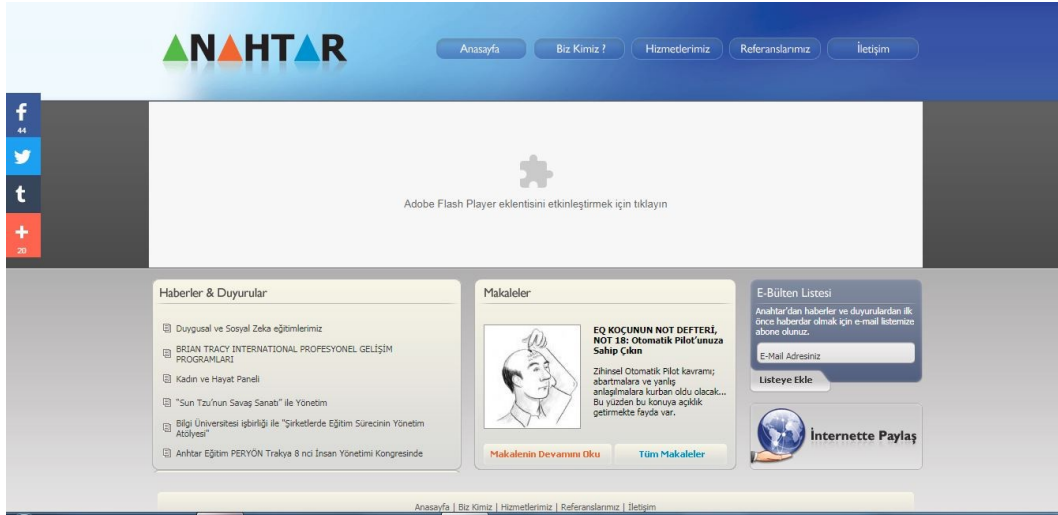 ANAHTAR
Anasayfa
Biz Kimiz ?
Hizmetlerimiz
Referanslarımız
İletişim
f
44
t
+
20
Adobe Flash Player eklentisini etkinleştirmek için tıklayın
Haberler & Duyurular
Duygusal ve Sosyal Zeka eğitimlerimiz
BRIAN TRACY INTERNATIONAL PROFESYONEL GELİŞİM
PROGRAMLARI
Kadın ve Hayat Paneli
"Sun Tzu'nun Savaş Sanatı" ile Yönetim
Bilgi Üniversitesi işbirliği ile "Şirketlerde Eğitim Sürecinin Yönetim
Atölyesi"
Anhtar Eğitim PERYÖN Trakya 8 nci İnsan Yönetimi Kongresinde
Makaleler
EQ KOÇUNUN NOT DEFTERİ,
NOT 18: Otomatik Pilot'unuza
Sahip Çıkın
Zihinsel Otomatik Pilot kavramı;
abartmalara ve yanlış
anlaşılmalara kurban oldu olacak...
Bu yüzden bu konuya açıklık
getirmekte fayda var.
Makalenin Devamını Oku
Tüm Makaleler
E-Bülten Listesi
Anahtar'dan haberler ve duyurulardan ilk
önce haberdar olmak için e-mail listemize
abone olunuz.
E-Mail Adresiniz
Listeye Ekle
İnternette Paylaş
Anasayfa | Biz Kimiz | Hizmetlerimiz | Referanslarımız | İletişim